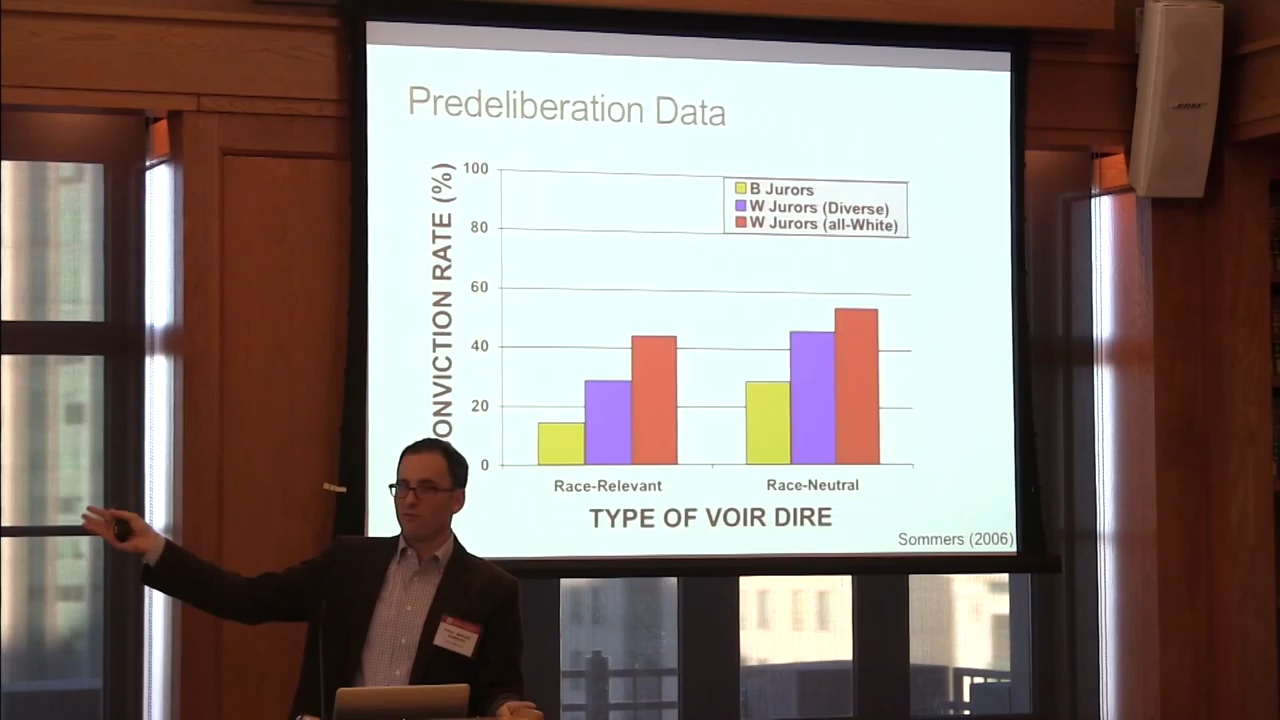 Predeliberation Data
ONVICTION RATE (%)
100
80
60
40
20
0
B Jurors
W Jurors (Diverse)
W Jurors (all-White)
Race-Relevant
Race-Neutral
TYPE OF VOIR DIRE
Sommers (2006)
BOSE